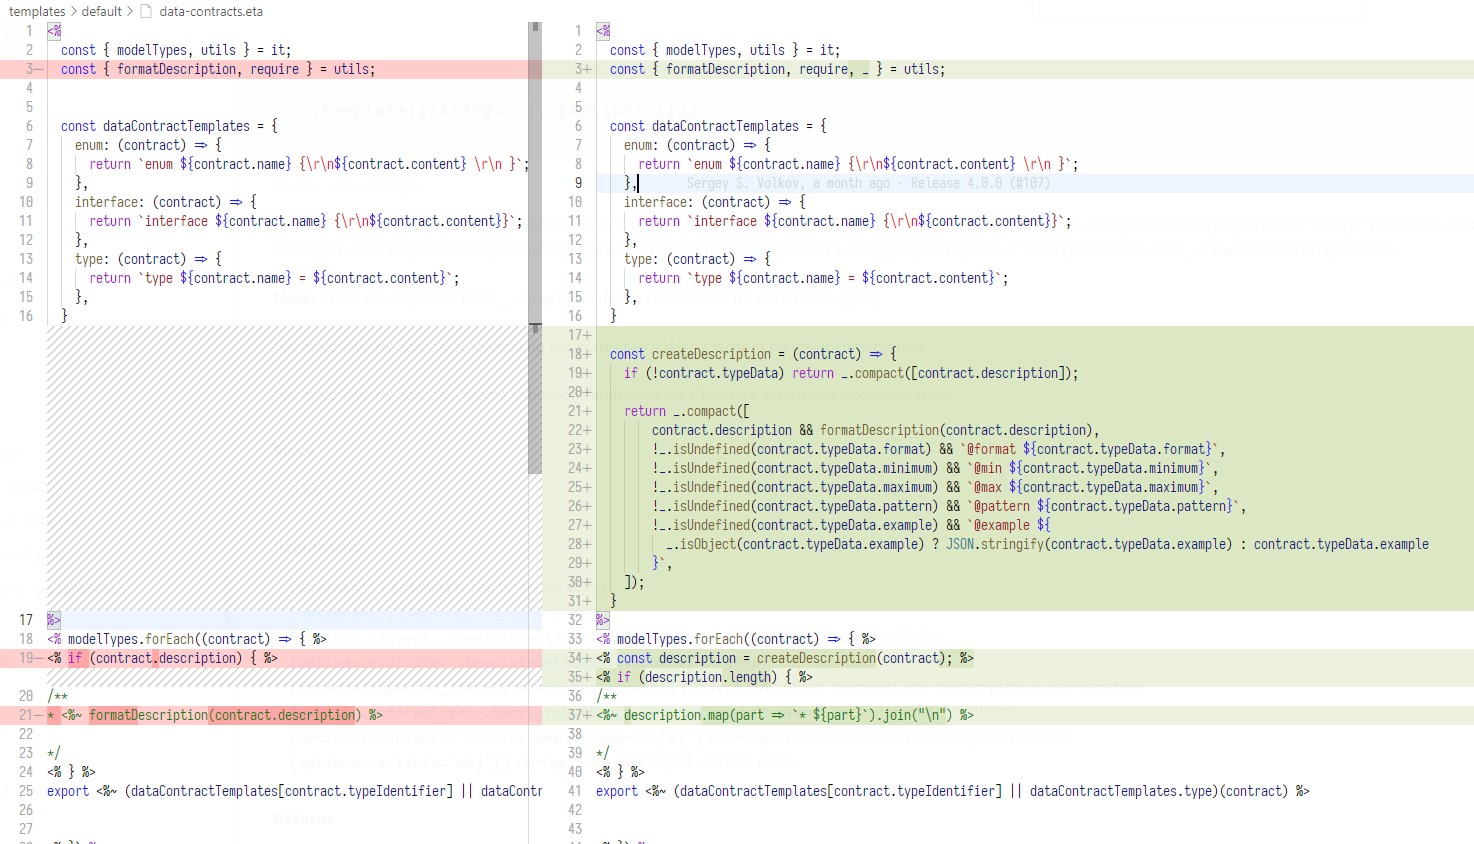 templates > default > data-contracts.eta
1 <%
2 const { modelTypes, utils } = it;
3— const { formatDescription, require } = utils;
4
5
6 const dataContractTemplates = {
7 enum: (contract) => {
8 return `enum ${contract.name} {\r\n${contract.content} \r\n }`;
9 },
10 interface: (contract) => {
11 return `interface ${contract.name} {\r\n${contract.content}}`;
12 },
13 type: (contract) => {
14 return `type ${contract.name} = ${contract.content}`;
15 },
16 }
17 %>
18 <% modelTypes.forEach((contract) => { %>
19— <% if (contract.description) { %>
20 /**
21— * <%~ formatDescription(contract.description) %>
22
23 */
24 <% } %>
25 export <%~ (dataContractTemplates[contract.typeIdentifier] || dataContr
26
27
1 <%
2 const { modelTypes, utils } = it;
3+ const { formatDescription, require, _ } = utils;
4
5
6 const dataContractTemplates = {
7 enum: (contract) => {
8 return `enum ${contract.name} {\r\n${contract.content} \r\n }`;
9 }, Sergey S. Volkov, a month ago · Release 4.0.0 (#107)
10 interface: (contract) => {
11 return `interface ${contract.name} {\r\n${contract.content}}`;
12 },
13 type: (contract) => {
14 return `type ${contract.name} = ${contract.content}`;
15 },
16 }
17+
18+ const createDescription = (contract) => {
19+ if (!contract.typeData) return _.compact([contract.description]);
20+
21+ return _.compact([
22+ contract.description && formatDescription(contract.description),
23+ !_.isUndefined(contract.typeData.format) && `@format ${contract.typeData.format}`,
24+ !_.isUndefined(contract.typeData.minimum) && `@min ${contract.typeData.minimum}`,
25+ !_.isUndefined(contract.typeData.maximum) && `@max ${contract.typeData.maximum}`,
26+ !_.isUndefined(contract.typeData.pattern) && `@pattern ${contract.typeData.pattern}`,
27+ !_.isUndefined(contract.typeData.example) && `@example ${
28+ _.isObject(contract.typeData.example) ? JSON.stringify(contract.typeData.example) : contract.typeData.example
29+ }`,
30+ ]);
31+ }
32 %>
33 <% modelTypes.forEach((contract) => { %>
34+ <% const description = createDescription(contract); %>
35+ <% if (description.length) { %>
36 /**
37+ <%~ description.map(part => `* ${part}`).join("\n") %>
38
39 */
40 <% } %>
41 export <%~ (dataContractTemplates[contract.typeIdentifier] || dataContractTemplates.type)(contract) %>
42
43